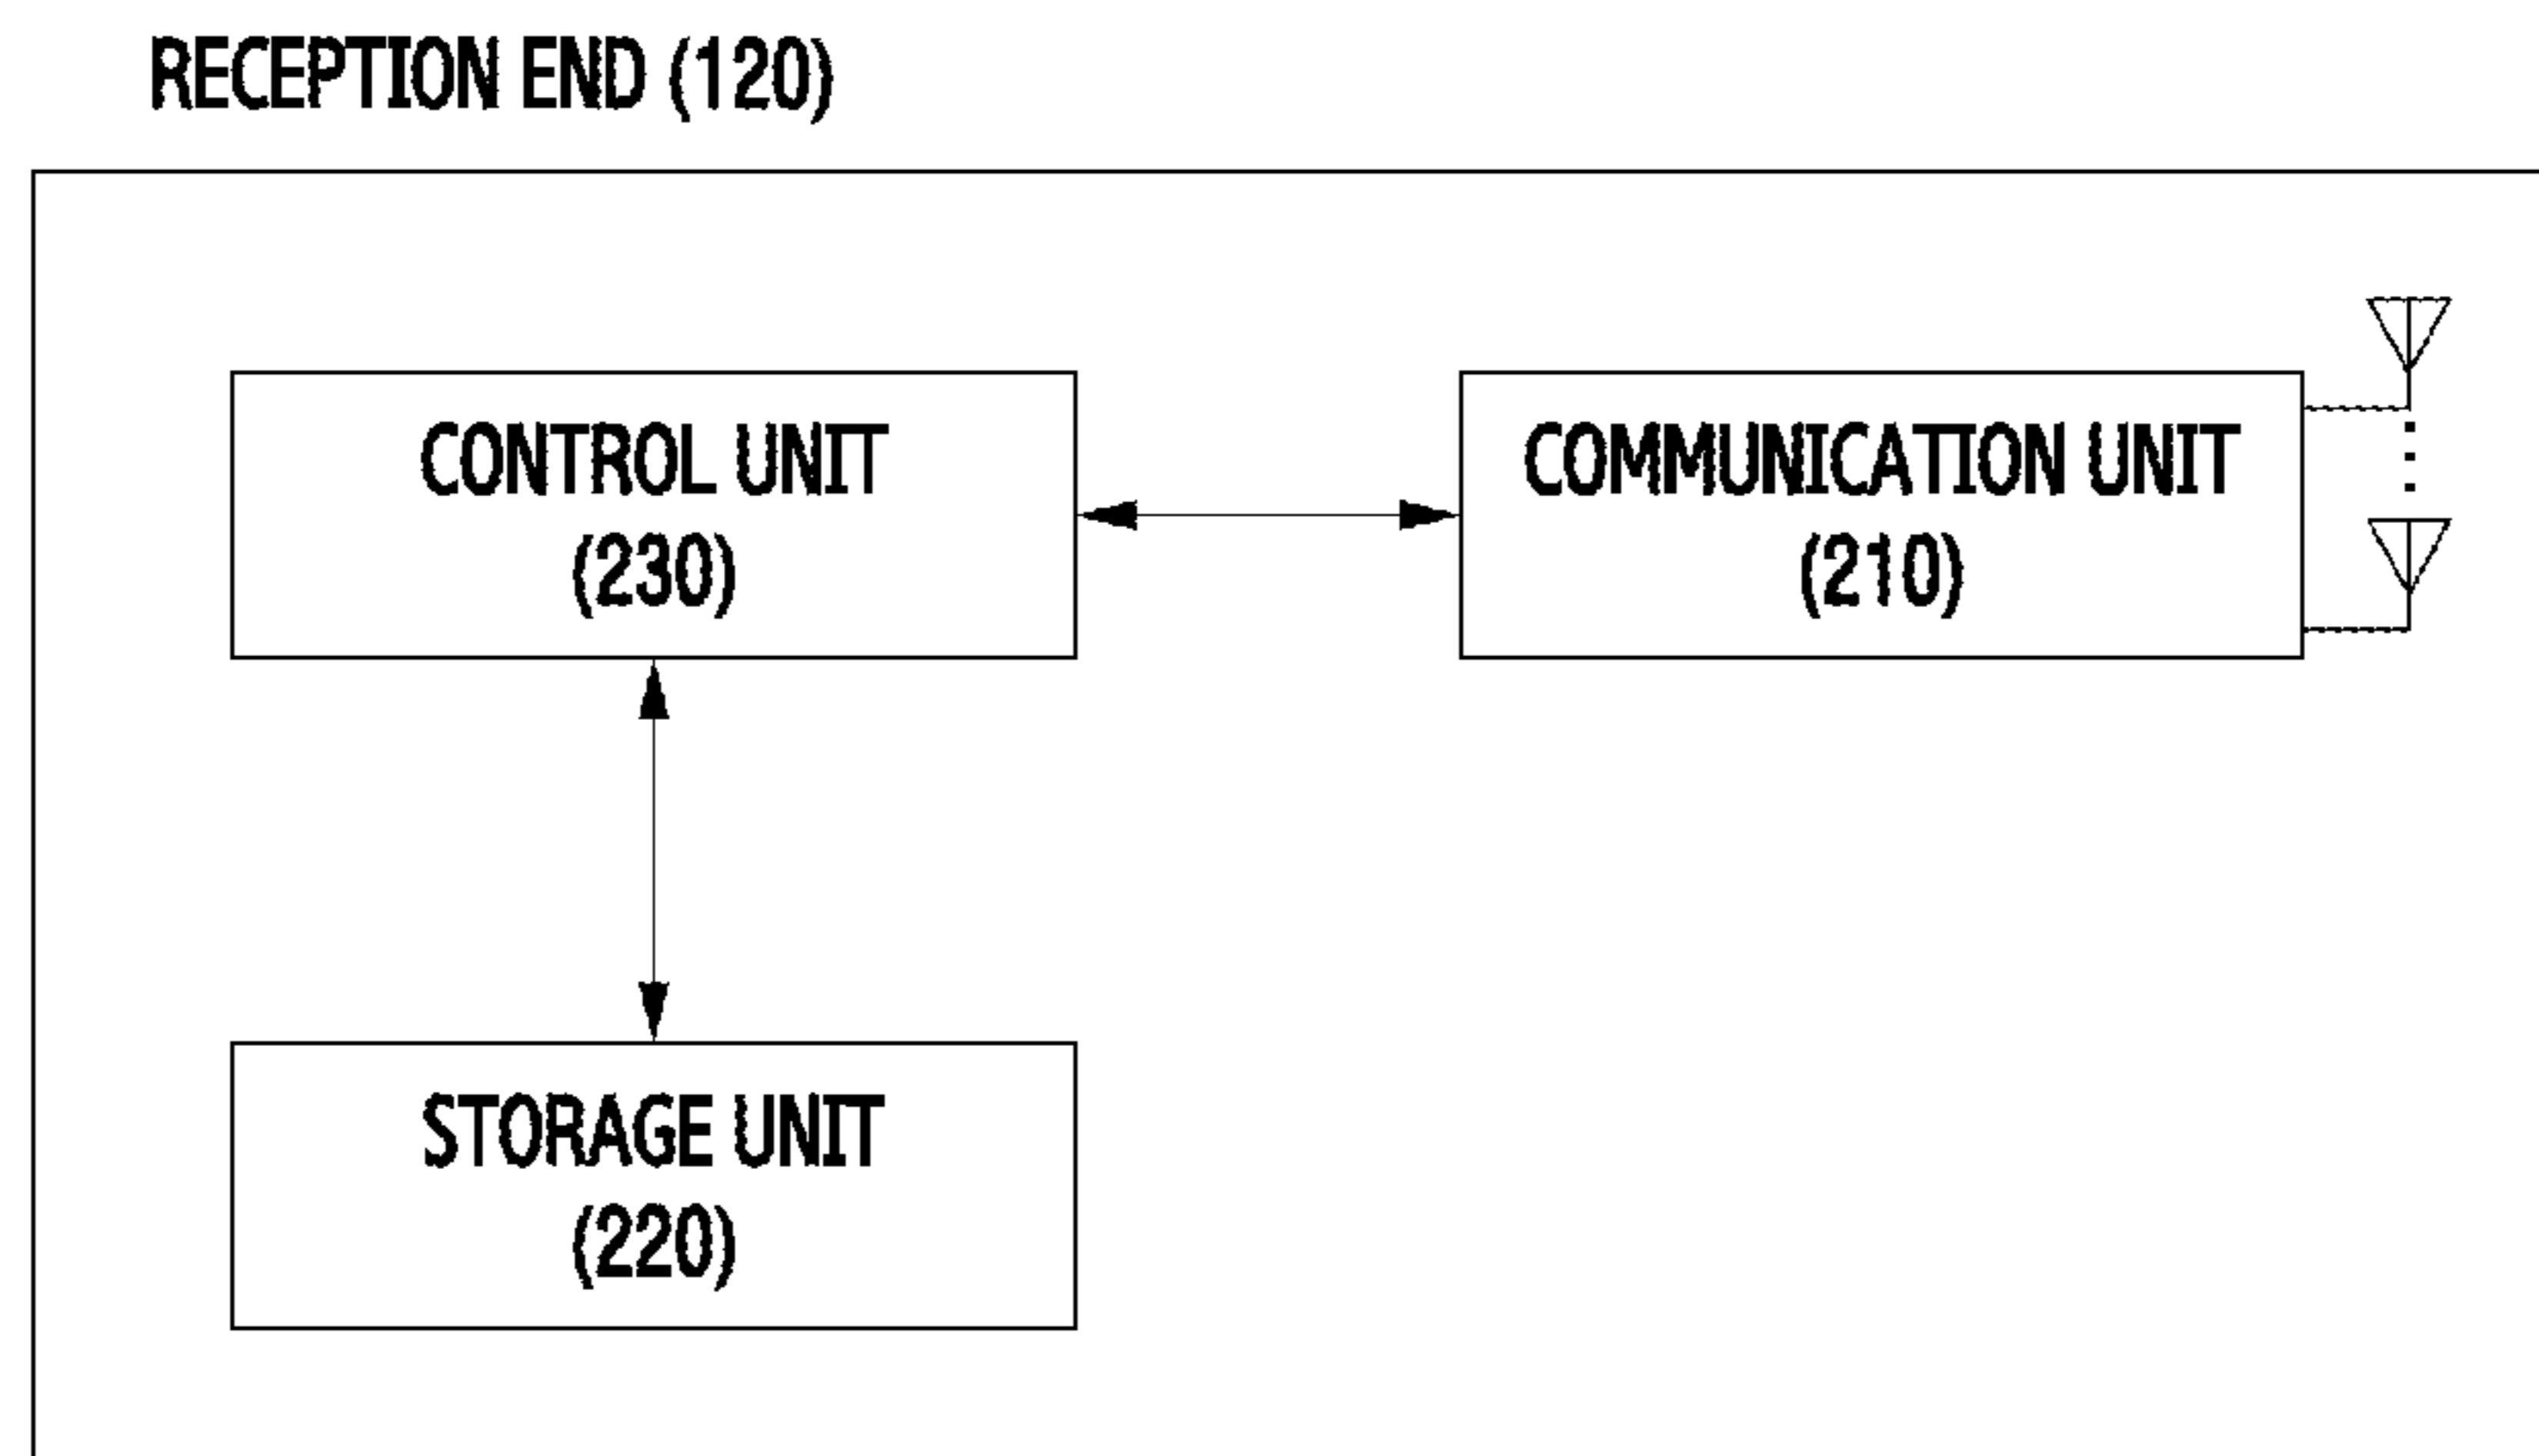 RECEPTION END (120)
CONTROL UNIT
(230)
COMMUNICATION UNIT
(210)
STORAGE UNIT
(220)